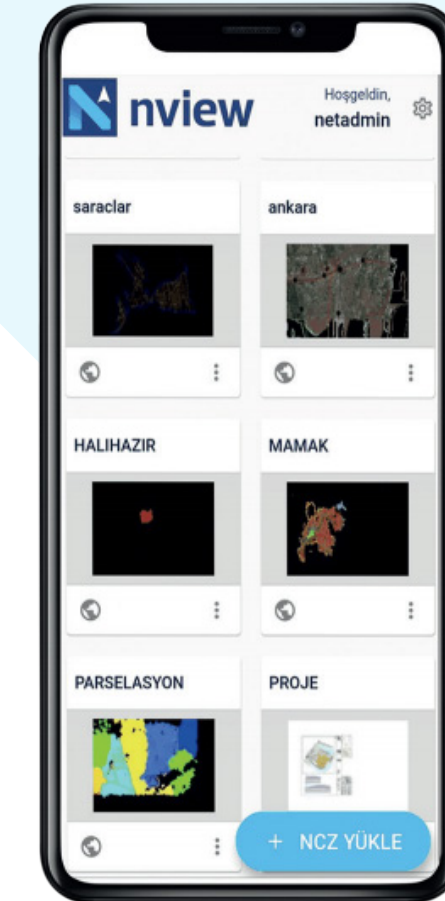 nview
Hoşgeldin,
netadmin
saraclar
ankara
HALIHAZIR
MAMAK
PARSELASYON
PROJE
+ NCZ YÜKLE